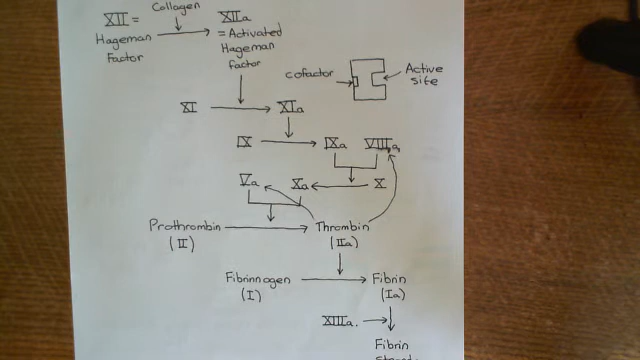 Collagen
XII = XIIa
Hageman = Activated
Factor Hageman
factor
cofactor Active
site
XI XIa
IX IXa VIIIa
Va Xa X
Prothrombin Thrombin
(II) (IIa)
Fibrinnogen Fibrin
(I) (Ia)
XIIIa.
Fibrin